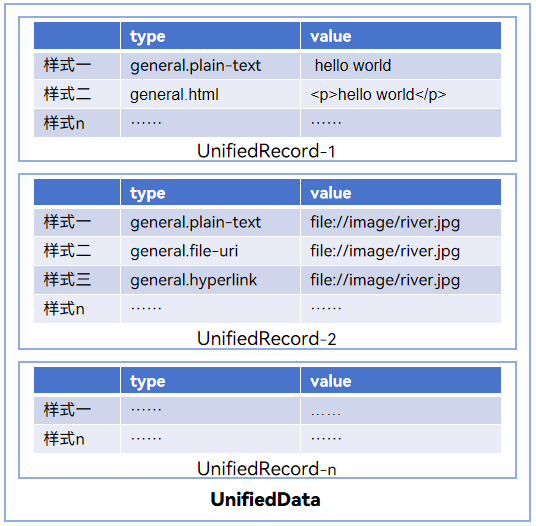 type value
样式一 general.plain-text hello world
样式二 general.html <p>hello world</p>
样式n …… ……
UnifiedRecord-1
type value
样式一 general.plain-text file://image/river.jpg
样式二 general.file-uri file://image/river.jpg
样式三 general.hyperlink file://image/river.jpg
样式n …… ……
UnifiedRecord-2
type value
样式一 …… ……
样式n …… ……
UnifiedRecord-n
UnifiedData